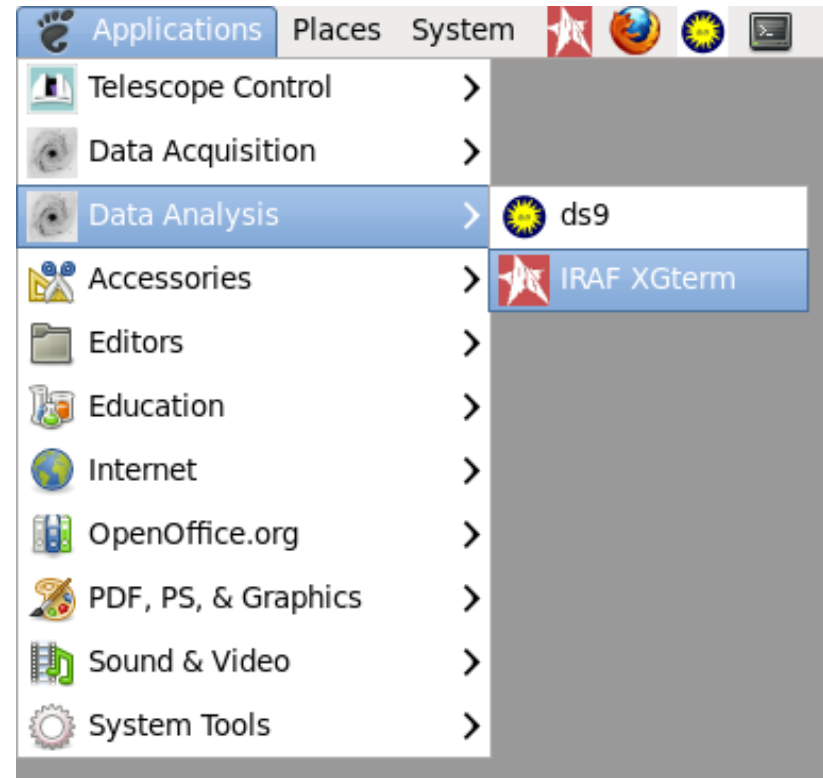 Applications Places System
Telescope Control
Data Acquisition
Data Analysis
ds9
IRAF XGterm
Accessories
Editors
Education
Internet
OpenOffice.org
PDF, PS, & Graphics
Sound & Video
System Tools